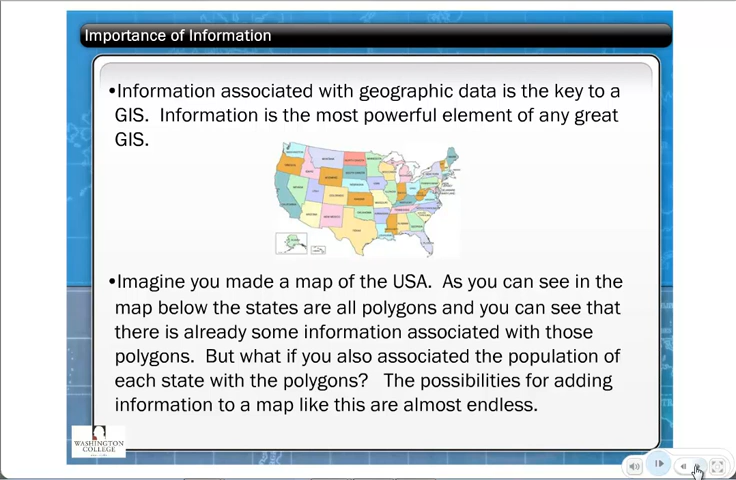 Importance of Information
•Information associated with geographic data is the key to a
GIS.  Information is the most powerful element of any great
GIS.
•Imagine you made a map of the USA.  As you can see in the
map below the states are all polygons and you can see that
there is already some information associated with those
polygons.  But what if you also associated the population of
each state with the polygons?   The possibilities for adding
information to a map like this are almost endless.
WASHINGTON
COLLEGE